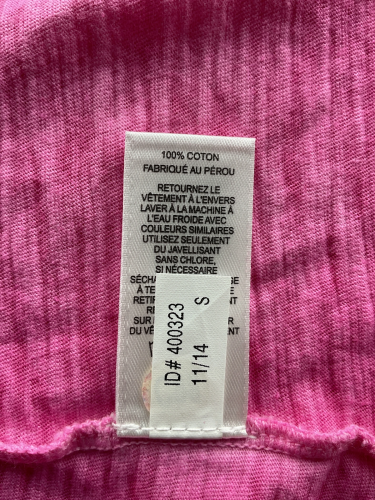 100% COTON
FABRIQUÉ AU PÉROU
RETOURNEZ LE
VÊTEMENT À L'ENVERS
LAVER À LA MACHINE À
L'EAU FROIDE AVEC
COULEURS SIMILAIRES
UTILISEZ SEULEMENT
DU JAVELLISANT
SANS CHLORE,
SI NÉCESSAIRE
ID# 400323
11/14 S